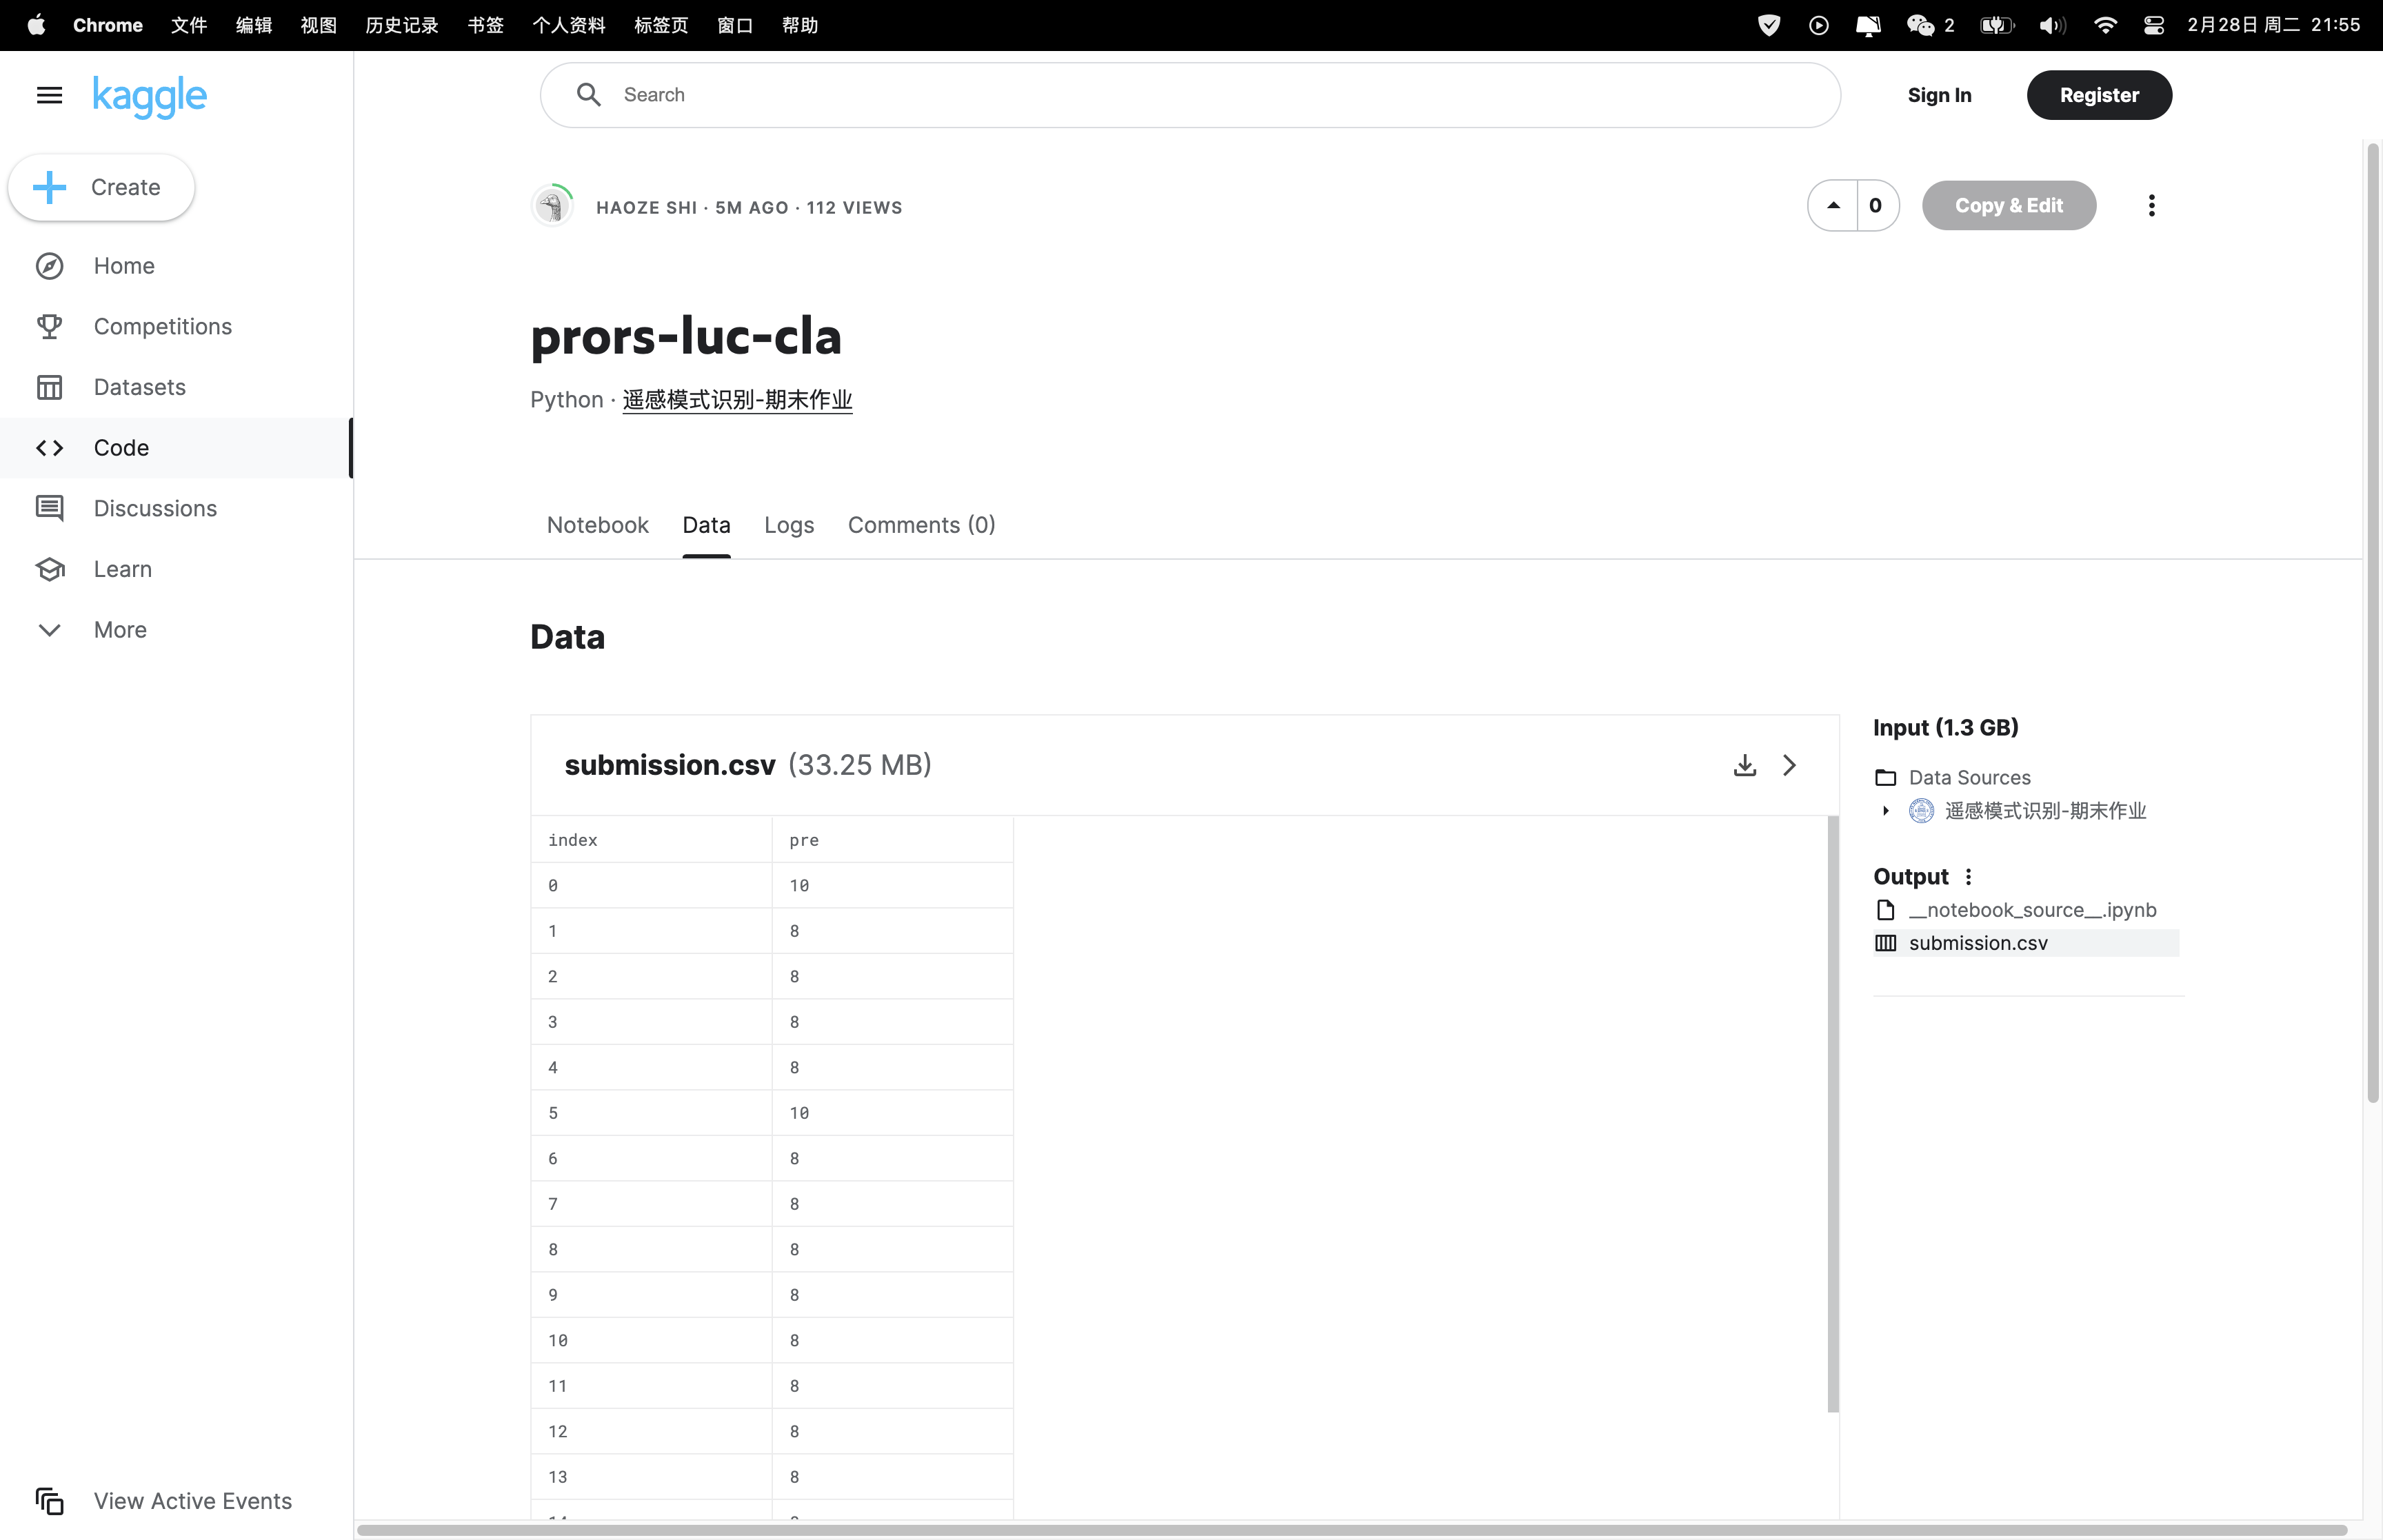 Chrome 文件 编辑 视图 历史记录 书签 个人资料 标签页 窗口 帮助 2 2月28日 周二 21:55
kaggle
Search
Sign In
Register
Create
Home
Competitions
Datasets
Code
Discussions
Learn
More
View Active Events
HAOZE SHI · 5M AGO · 112 VIEWS
0
Copy & Edit
prors-luc-cla
Python · 遥感模式识别-期末作业
Notebook Data Logs Comments (0)
Data
submission.csv (33.25 MB)
index pre
0 10
1 8
2 8
3 8
4 8
5 10
6 8
7 8
8 8
9 8
10 8
11 8
12 8
13 8
Input (1.3 GB)
Data Sources
遥感模式识别-期末作业
Output
__notebook_source__.ipynb
submission.csv